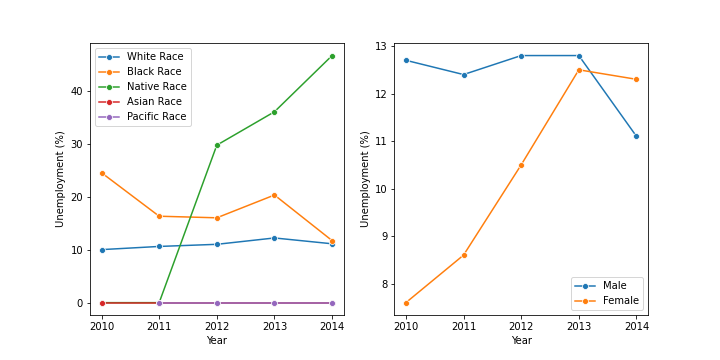 White Race
Black Race
Native Race
Asian Race
Pacific Race
Unemployment (%)
40
30
20
10
0
2010 2011 2012 2013 2014
Year
Unemployment (%)
13
12
11
10
9
8
Male
Female
2010 2011 2012 2013 2014
Year